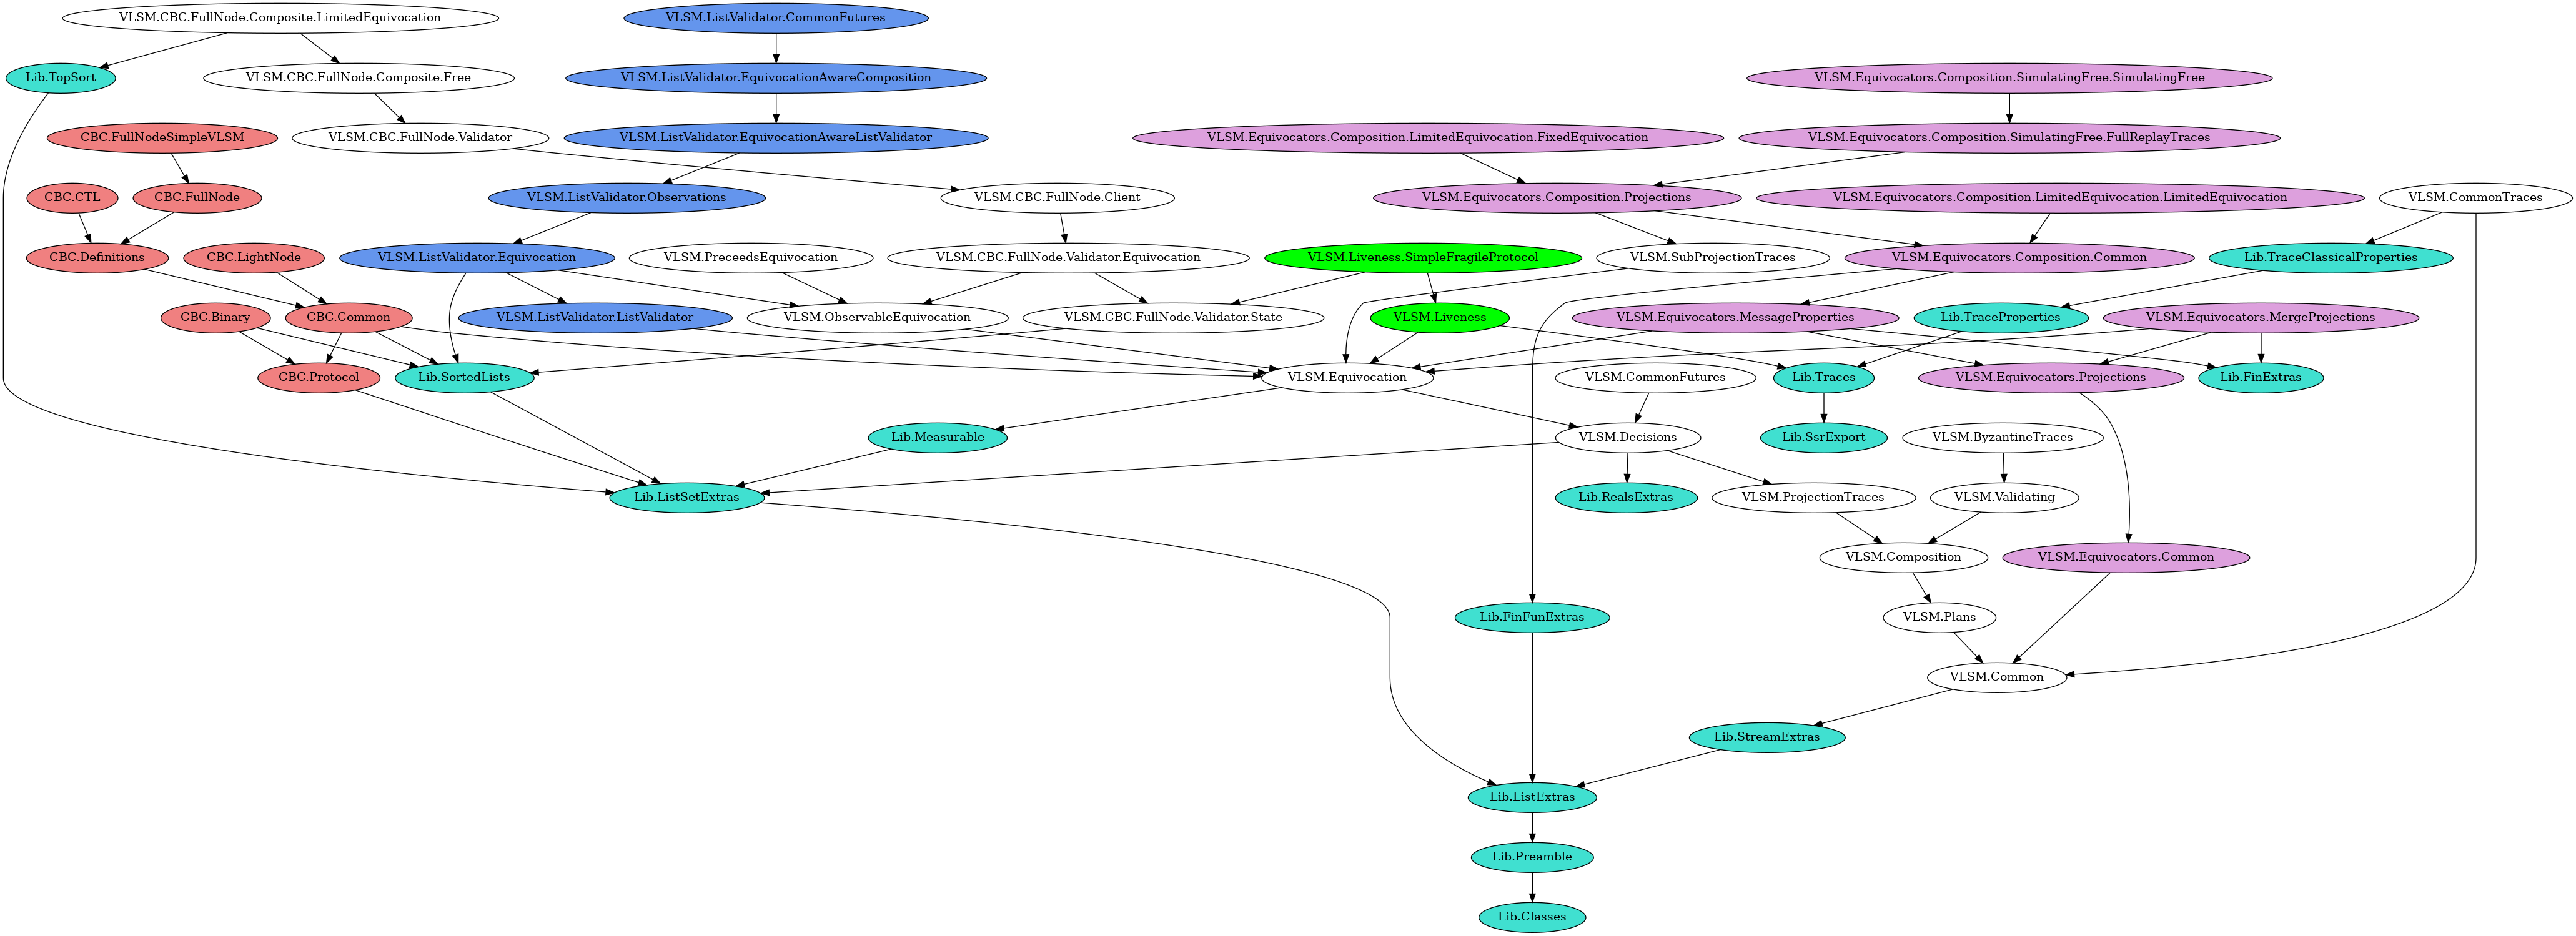 VLSM.CBC.FullNode.Composite.LimitedEquivocation
VLSM.ListValidator.CommonFutures
Lib.TopSort
VLSM.CBC.FullNode.Composite.Free
VLSM.ListValidator.EquivocationAwareComposition
VLSM.Equivocators.Composition.SimulatingFree.SimulatingFree
CBC.FullNodeSimpleVLSM
VLSM.CBC.FullNode.Validator
VLSM.ListValidator.EquivocationAwareListValidator
VLSM.Equivocators.Composition.LimitedEquivocation.FixedEquivocation
VLSM.Equivocators.Composition.SimulatingFree.FullReplayTraces
CBC.CTL
CBC.FullNode
VLSM.ListValidator.Observations
VLSM.CBC.FullNode.Client
VLSM.Equivocators.Composition.Projections
VLSM.Equivocators.Composition.LimitedEquivocation.LimitedEquivocation
VLSM.CommonTraces
CBC.Definitions
CBC.LightNode
VLSM.ListValidator.Equivocation
VLSM.PreceedsEquivocation
VLSM.CBC.FullNode.Validator.Equivocation
VLSM.Liveness.SimpleFragileProtocol
VLSM.SubProjectionTraces
VLSM.Equivocators.Composition.Common
Lib.TraceClassicalProperties
CBC.Binary
CBC.Common
VLSM.ListValidator.ListValidator
VLSM.ObservableEquivocation
VLSM.CBC.FullNode.Validator.State
VLSM.Liveness
VLSM.Equivocators.MessageProperties
Lib.TraceProperties
VLSM.Equivocators.MergeProjections
CBC.Protocol
Lib.SortedLists
VLSM.Equivocation
VLSM.CommonFutures
Lib.Traces
VLSM.Equivocators.Projections
Lib.FinExtras
Lib.Measurable
VLSM.Decisions
Lib.SsrExport
VLSM.ByzantineTraces
Lib.ListSetExtras
Lib.RealsExtras
VLSM.ProjectionTraces
VLSM.Validating
VLSM.Composition
VLSM.Equivocators.Common
Lib.FinFunExtras
VLSM.Plans
VLSM.Common
Lib.StreamExtras
Lib.ListExtras
Lib.Preamble
Lib.Classes